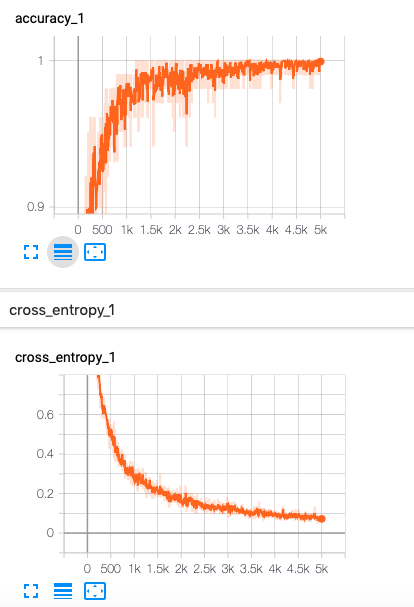 accuracy_1
1
0.9
0 500 1k 1.5k 2k 2.5k 3k 3.5k 4k 4.5k 5k
cross_entropy_1
cross_entropy_1
0.6
0.4
0.2
0
0 500 1k 1.5k 2k 2.5k 3k 3.5k 4k 4.5k 5k